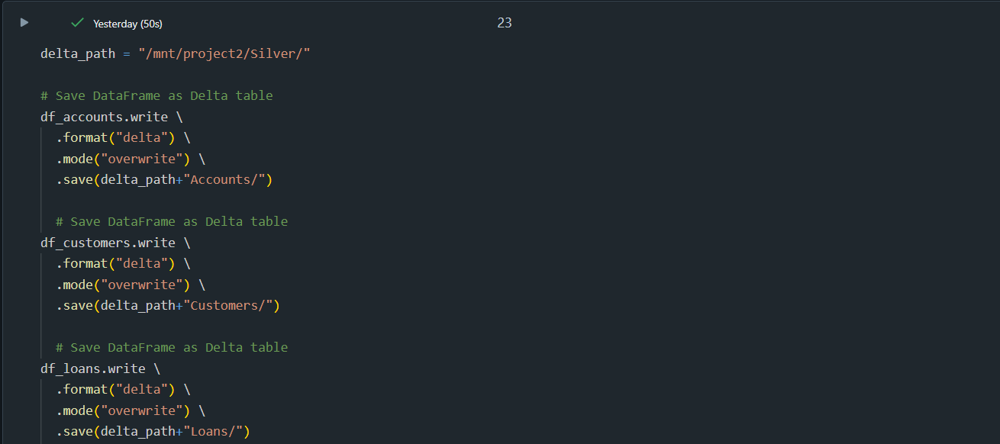 Yesterday (50s)
23
delta_path = "/mnt/project2/Silver/"
# Save DataFrame as Delta table
df_accounts.write \
.format("delta") \
.mode("overwrite") \
.save(delta_path+"Accounts/")
# Save DataFrame as Delta table
df_customers.write \
.format("delta") \
.mode("overwrite") \
.save(delta_path+"Customers/")
# Save DataFrame as Delta table
df_loans.write \
.format("delta") \
.mode("overwrite") \
.save(delta_path+"Loans/")